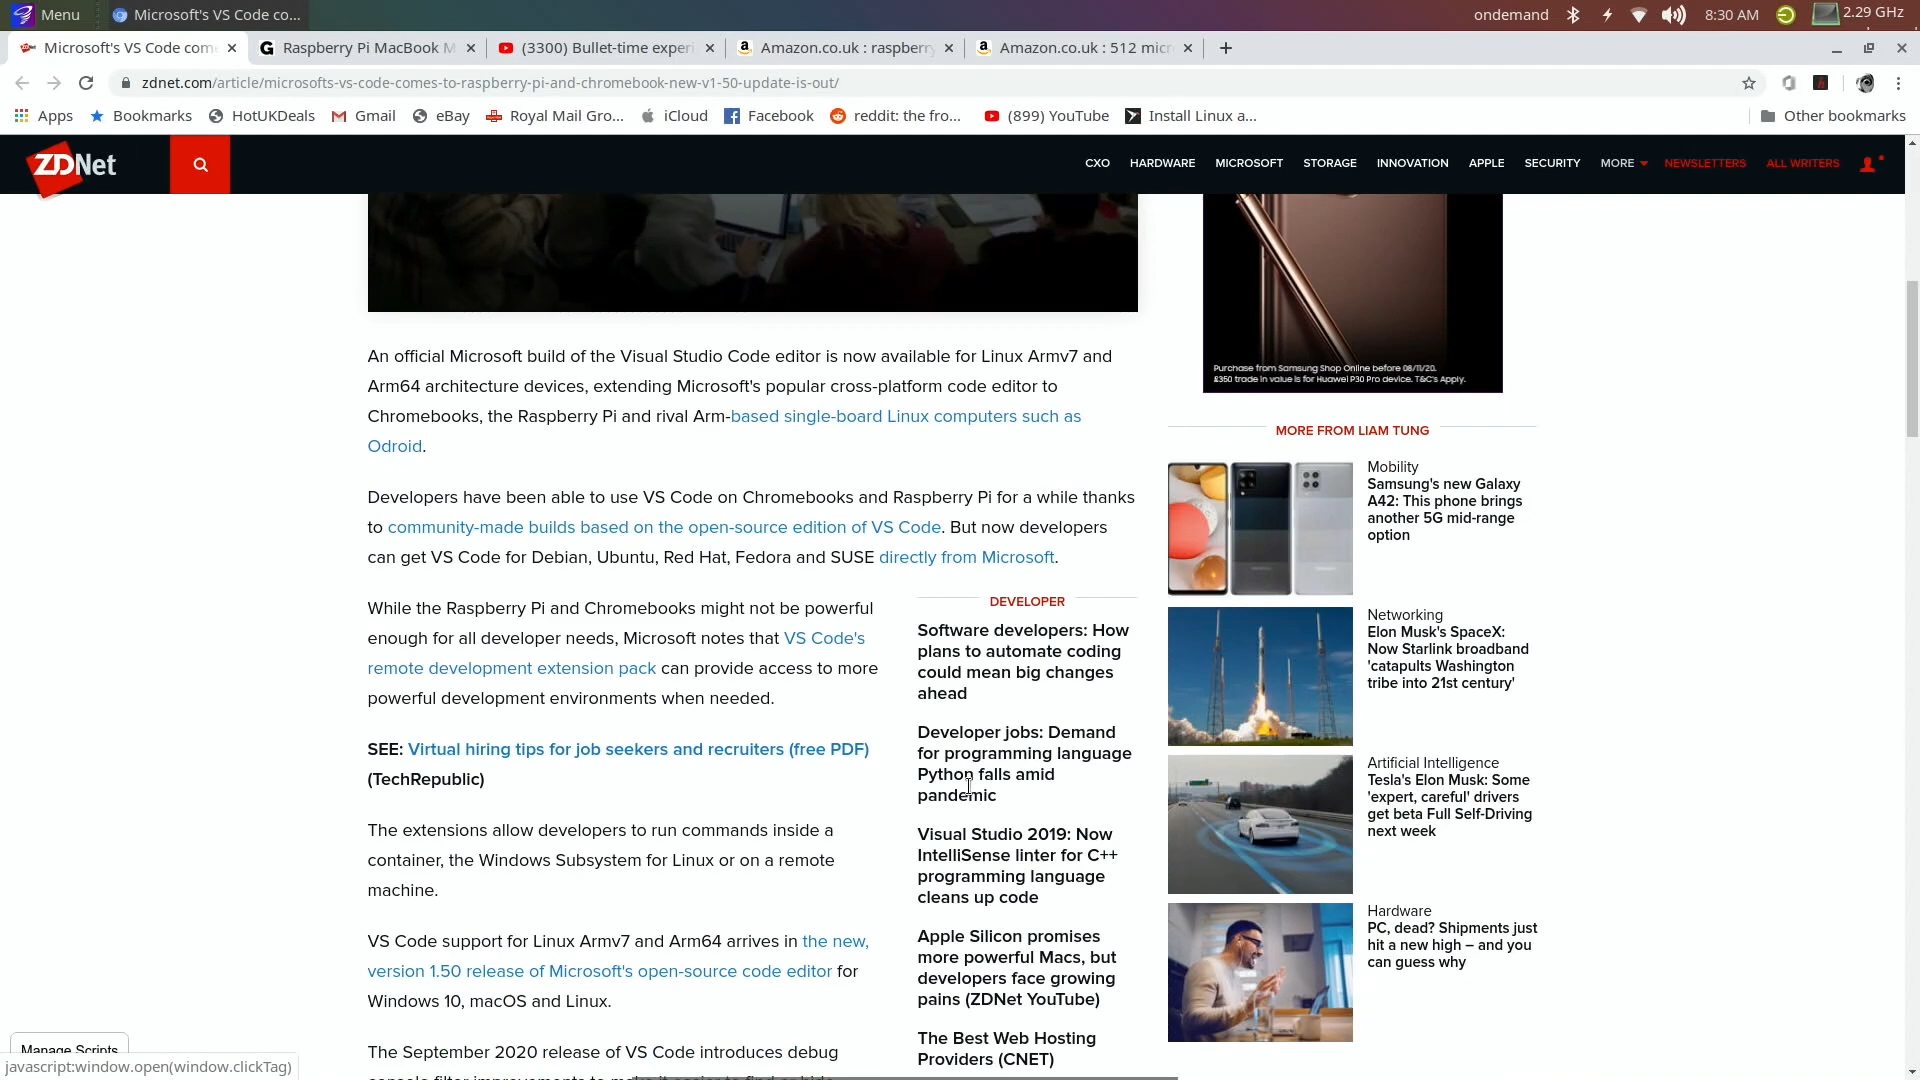 Menu
Microsoft's VS Code co...
ondemand
8:30 AM
2.29 GHz
Microsoft's VS Code com
Raspberry Pi MacBook M
(3300) Bullet-time experi
Amazon.co.uk : raspberry
Amazon.co.uk : 512 micr
zdnet.com/article/microsofts-vs-code-comes-to-raspberry-pi-and-chromebook-new-v1-50-update-is-out/
Apps
Bookmarks
HotUKDeals
Gmail
eBay
Royal Mail Gro...
iCloud
Facebook
reddit: the fro...
(899) YouTube
Install Linux a...
Other bookmarks
ZDNet
CXO
HARDWARE
MICROSOFT
STORAGE
INNOVATION
APPLE
SECURITY
MORE
NEWSLETTERS
ALL WRITERS
An official Microsoft build of the Visual Studio Code editor is now available for Linux Armv7 and
Arm64 architecture devices, extending Microsoft's popular cross-platform code editor to
Chromebooks, the Raspberry Pi and rival Arm-based single-board Linux computers such as
Odroid.
Developers have been able to use VS Code on Chromebooks and Raspberry Pi for a while thanks
to community-made builds based on the open-source edition of VS Code. But now developers
can get VS Code for Debian, Ubuntu, Red Hat, Fedora and SUSE directly from Microsoft.
While the Raspberry Pi and Chromebooks might not be powerful
enough for all developer needs, Microsoft notes that VS Code's
remote development extension pack can provide access to more
powerful development environments when needed.
SEE: Virtual hiring tips for job seekers and recruiters (free PDF)
(TechRepublic)
The extensions allow developers to run commands inside a
container, the Windows Subsystem for Linux or on a remote
machine.
VS Code support for Linux Armv7 and Arm64 arrives in the new,
version 1.50 release of Microsoft's open-source code editor for
Windows 10, macOS and Linux.
The September 2020 release of VS Code introduces debug
DEVELOPER
Software developers: How
plans to automate coding
could mean big changes
ahead
Developer jobs: Demand
for programming language
Python falls amid
pandemic
Visual Studio 2019: Now
IntelliSense linter for C++
programming language
cleans up code
Apple Silicon promises
more powerful Macs, but
developers face growing
pains (ZDNet YouTube)
The Best Web Hosting
Providers (CNET)
Purchase from Samsung Shop Online before 08/11/20.
£350 trade in value is for Huawei P30 Pro device. T&C's Apply.
MORE FROM LIAM TUNG
Mobility
Samsung's new Galaxy
A42: This phone brings
another 5G mid-range
option
Networking
Elon Musk's SpaceX:
Now Starlink broadband
'catapults Washington
tribe into 21st century'
Artificial Intelligence
Tesla's Elon Musk: Some
'expert, careful' drivers
get beta Full Self-Driving
next week
Hardware
PC, dead? Shipments just
hit a new high – and you
can guess why
Manage Scripts
javascript:window.open(window.clickTag)